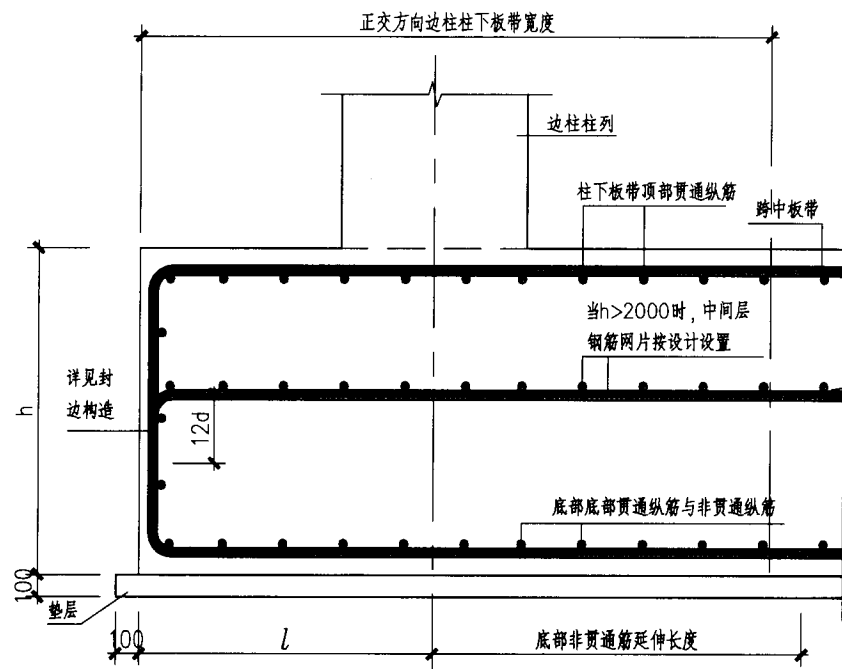 正交方向边柱柱下板带宽度
边柱柱列
柱下板带顶部贯通纵筋
跨中板带
当h>2000时,中间层
钢筋网片按设计设置
详见封
边构造
h
12d
底部底部贯通纵筋与非贯通纵筋
100
垫层
100
l
底部非贯通筋延伸长度